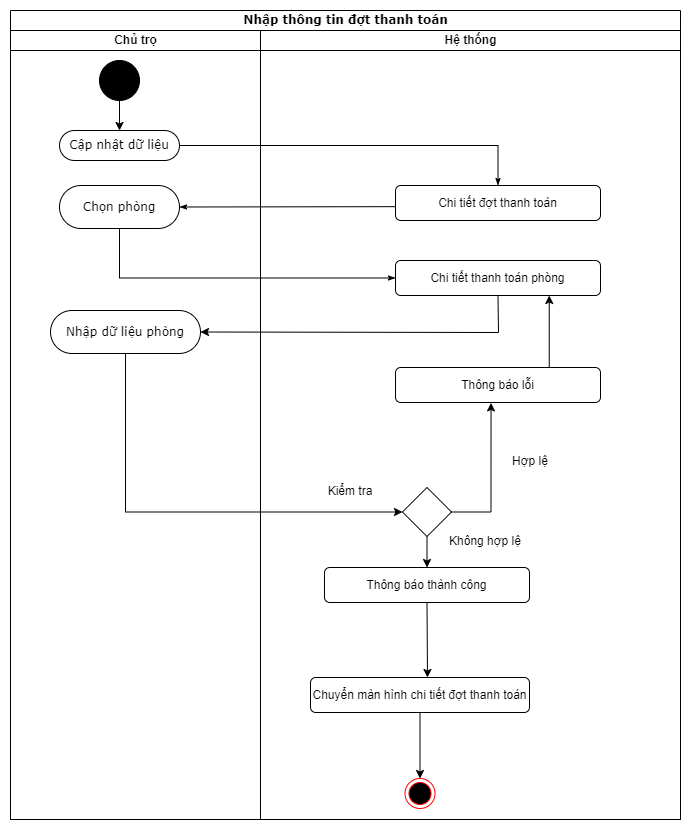 Nhập thông tin đợt thanh toán
Chủ trọ
Hệ thống
Cập nhật dữ liệu
Chi tiết đợt thanh toán
Chọn phòng
Chi tiết thanh toán phòng
Nhập dữ liệu phòng
Thông báo lỗi
Hợp lệ
Kiểm tra
Không hợp lệ
Thông báo thành công
Chuyển màn hình chi tiết đợt thanh toán